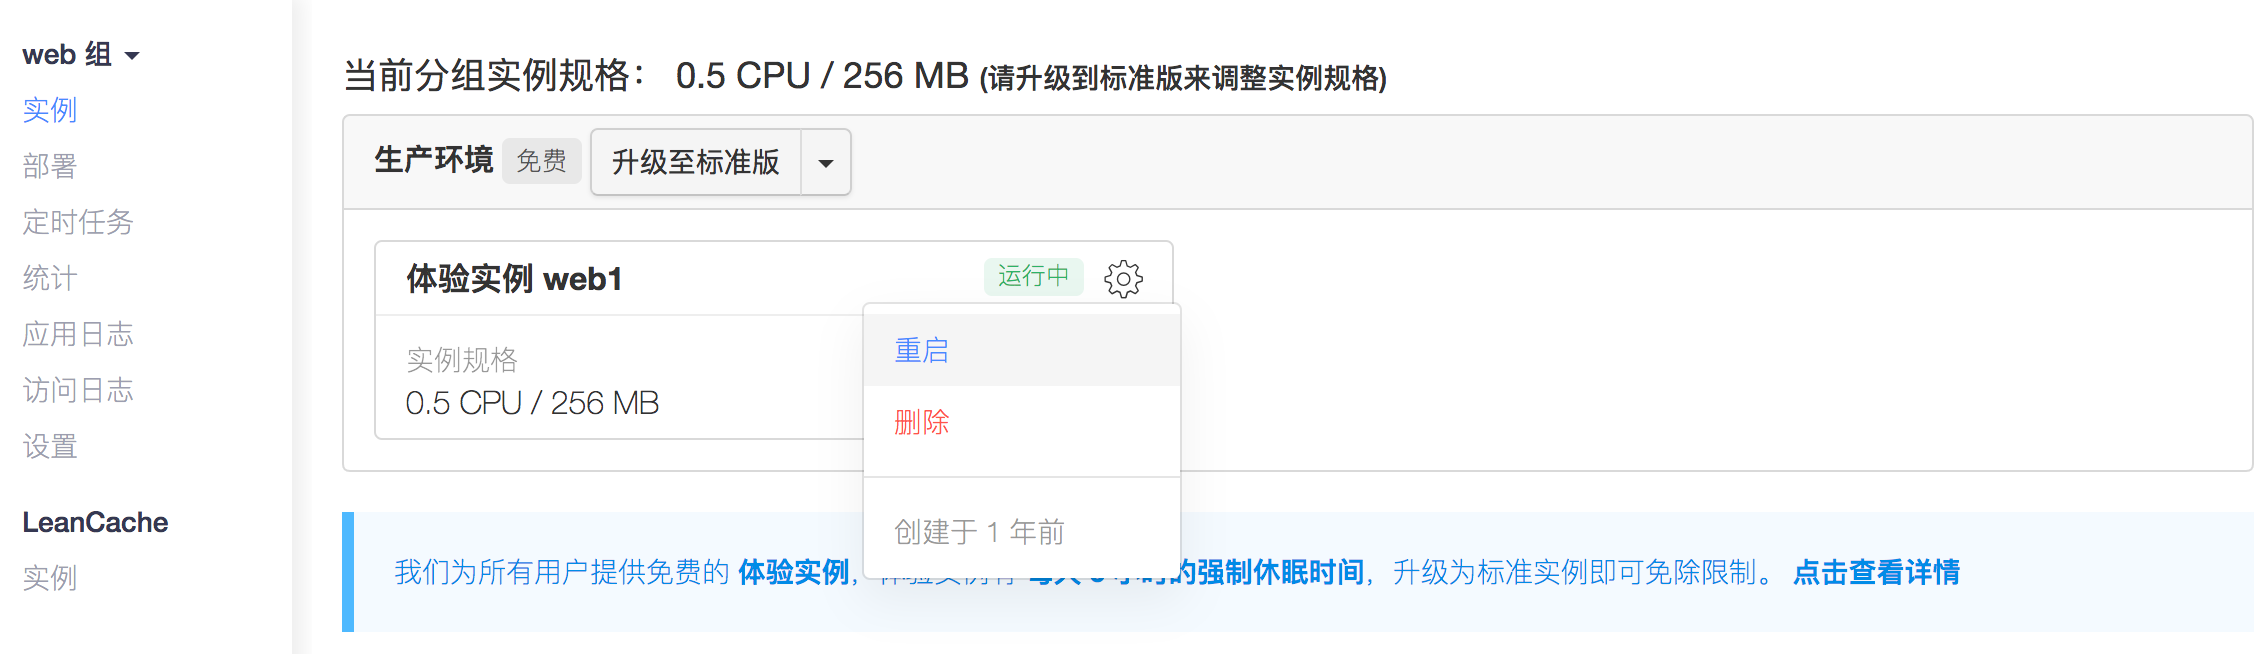 web 组
实例
部署
定时任务
统计
应用日志
访问日志
设置
LeanCache
实例
当前分组实例规格： 0.5 CPU / 256 MB (请升级到标准版来调整实例规格)
生产环境 免费 升级至标准版
体验实例 web1 运行中
实例规格
0.5 CPU / 256 MB
重启
删除
创建于 1 年前
我们为所有用户提供免费的 体验实例， 的强制休眠时间，升级为标准实例即可免除限制。 点击查看详情